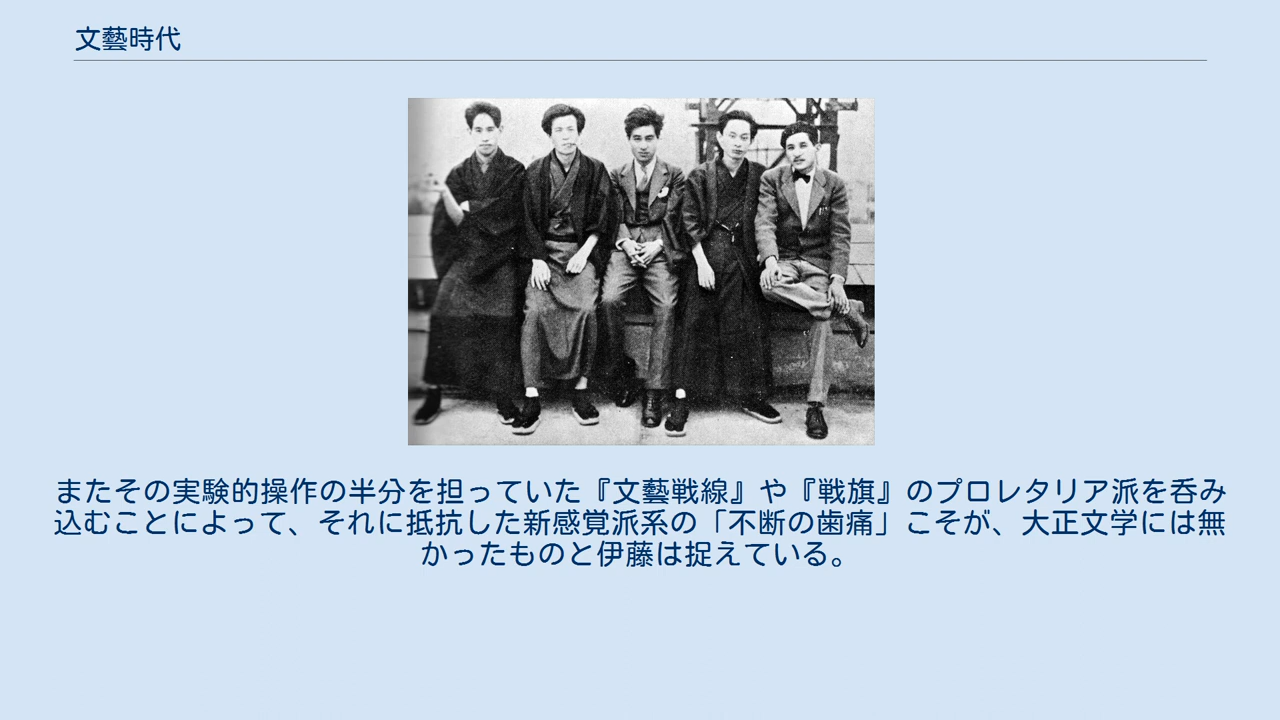 文藝時代
またその実験的操作の半分を担っていた『文藝戦線』や『戦旗』のプロレタリア派を呑み
込むことによって、それに抵抗した新感覚派系の「不断の歯痛」こそが、大正文学には無
かったものと伊藤は捉えている。